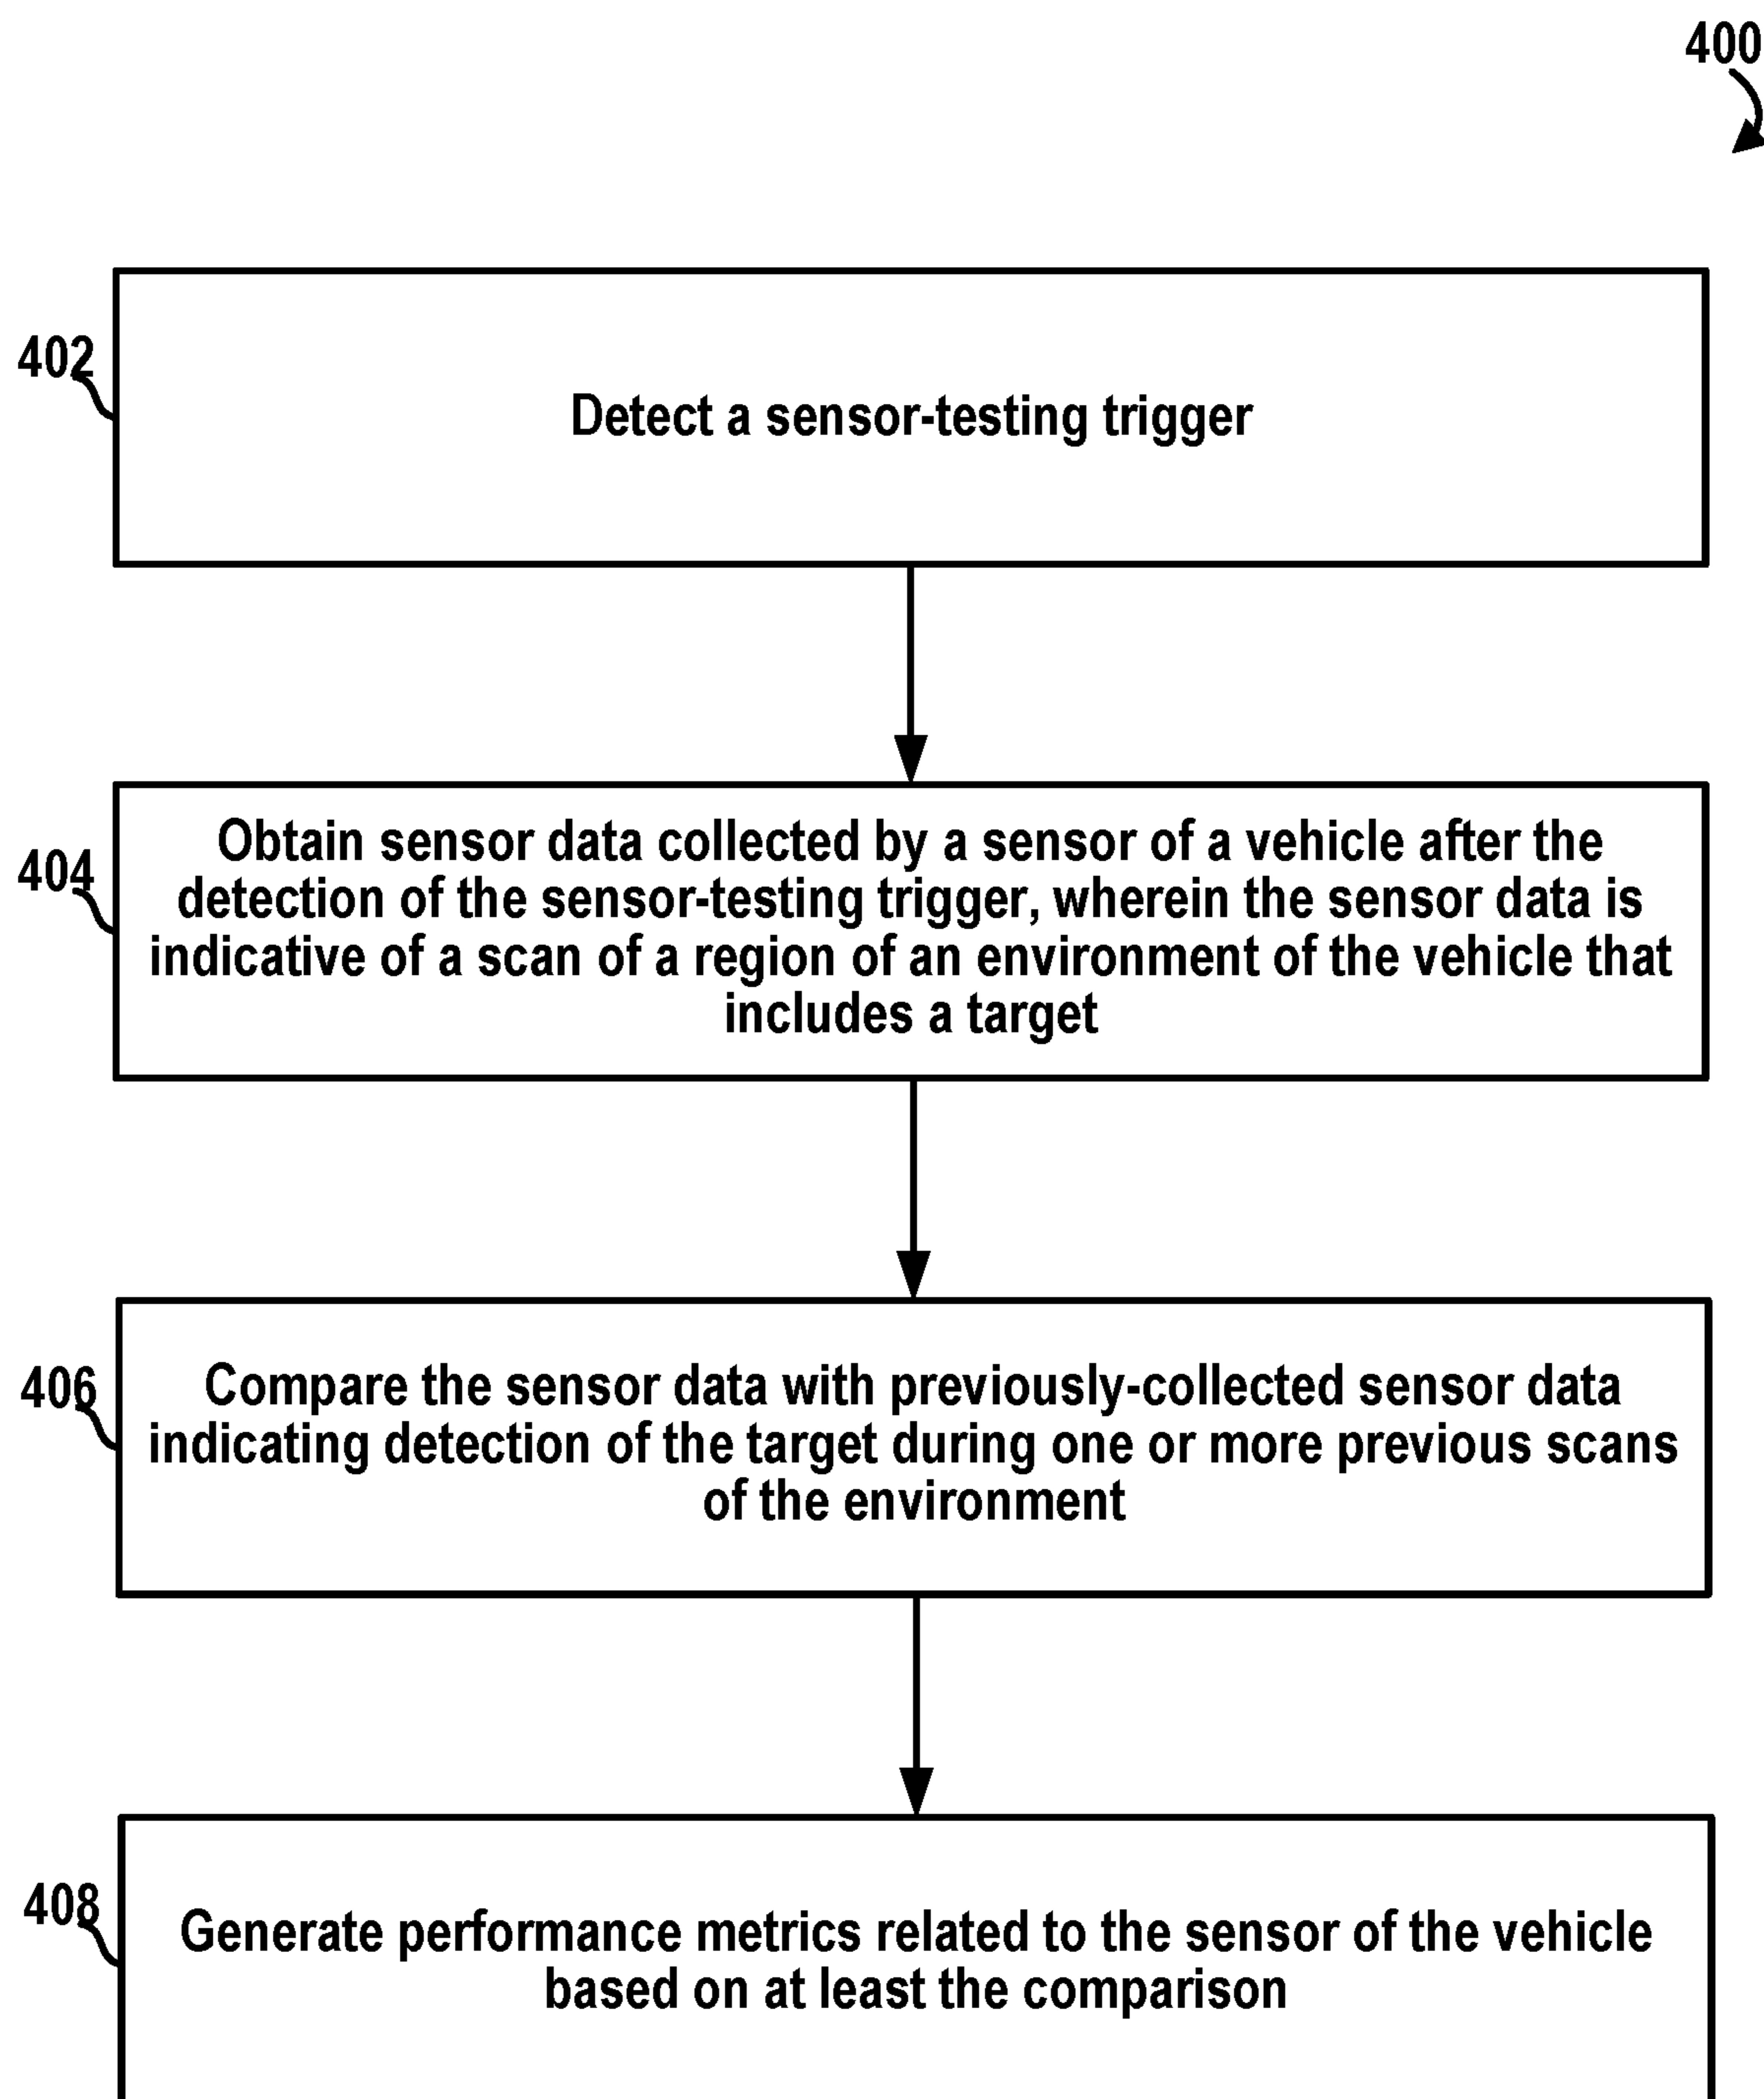 400
402
Detect a sensor-testing trigger
404
Obtain sensor data collected by a sensor of a vehicle after the
detection of the sensor-testing trigger, wherein the sensor data is
indicative of a scan of a region of an environment of the vehicle that
includes a target
406
Compare the sensor data with previously-collected sensor data
indicating detection of the target during one or more previous scans
of the environment
408
Generate performance metrics related to the sensor of the vehicle
based on at least the comparison